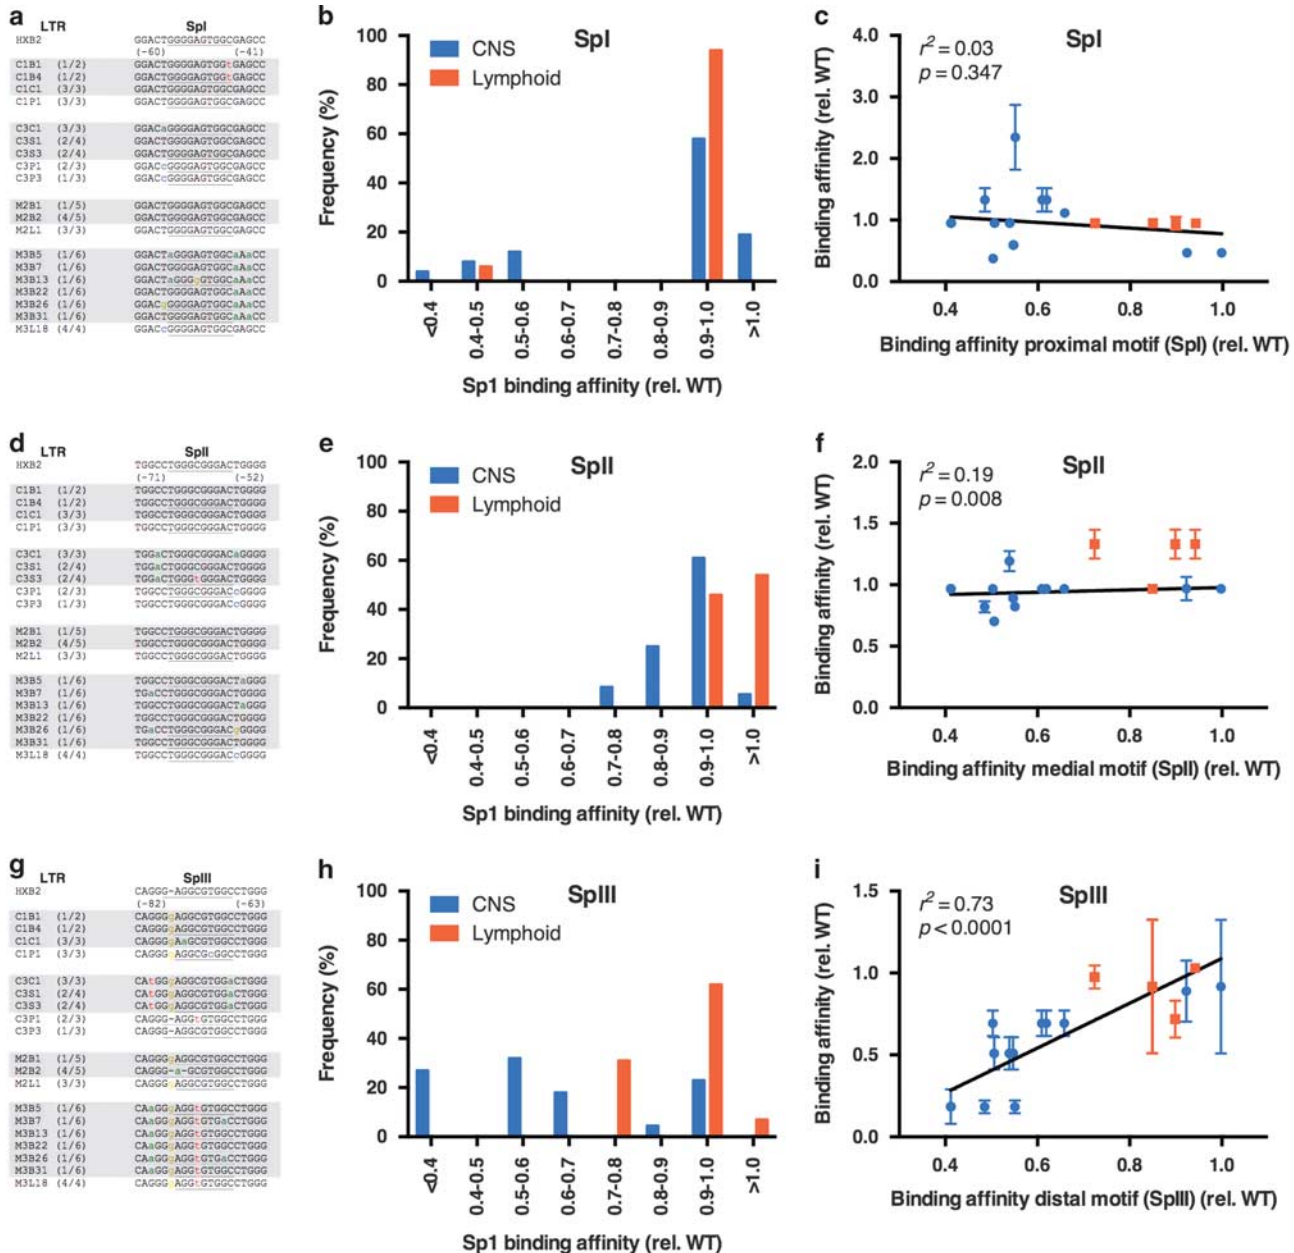 a
LTR SpI
HXB2 GGACTGGGGAGTGGCGAGCC
(-60) (-41)
C1B1 (1/2) GGACTGGGGAGTGGtGAGCC
C1B4 (1/2) GGACTGGGGAGTGGtGAGCC
C1C1 (3/3) GGACTGGGGAGTGGCGAGCC
C1P1 (3/3) GGACTGGGGAGTGGCGAGCC
C3C1 (3/3) GGACaGGGGAGTGGCGAGCC
C3S1 (2/4) GGACTGGGGAGTGGCGAGCC
C3S3 (2/4) GGACTGGGGAGTGGCGAGCC
C3P1 (2/3) GGACcGGGGAGTGGCGAGCC
C3P3 (1/3) GGACcGGGGAGTGGCGAGCC
M2B1 (1/5) GGACTGGGGAGTGGCGAGCC
M2B2 (4/5) GGACTGGGGAGTGGCGAGCC
M2L1 (3/3) GGACTGGGGAGTGGCGAGCC
M3B5 (1/6) GGACTaGGGAGTGGCaAaCC
M3B7 (1/6) GGACTGGGGAGTGGCaAaCC
M3B13 (1/6) GGACTaGGGgGTGGCaAaCC
M3B22 (1/6) GGACTGGGGAGTGGCaAaCC
M3B26 (1/6) GGACgGGGGAGTGGCaAaCC
M3B31 (1/6) GGACTGGGGAGTGGCaAaCC
M3L18 (4/4) GGACcGGGGAGTGGCGAGCC
b
SpI
CNS
Lymphoid
Frequency (%)
100
80
60
40
20
0
<0.4 0.4-0.5 0.5-0.6 0.6-0.7 0.7-0.8 0.8-0.9 0.9-1.0 >1.0
Sp1 binding affinity (rel. WT)
c
SpI
r² = 0.03
p = 0.347
Binding affinity (rel. WT)
4.0
3.0
2.0
1.0
0.0
0.4 0.6 0.8 1.0
Binding affinity proximal motif (SpI) (rel. WT)
d
LTR SpII
HXB2 TGGCCTGGGCGGGACTGGGG
(-71) (-52)
C1B1 (1/2) TGGCCTGGGCGGGACTGGGG
C1B4 (1/2) TGGCCTGGGCGGGACTGGGG
C1C1 (3/3) TGGCCTGGGCGGGACTGGGG
C1P1 (3/3) TGGCCTGGGCGGGACTGGGG
C3C1 (3/3) TGGaCTGGGCGGGACaGGGG
C3S1 (2/4) TGGaCTGGGCGGGACTGGGG
C3S3 (2/4) TGGaCTGGGtGGGACTGGGG
C3P1 (2/3) TGGCCTGGGCGGGACcGGGG
C3P3 (1/3) TGGCCTGGGCGGGACcGGGG
M2B1 (1/5) TGGCCTGGGCGGGACTGGGG
M2B2 (4/5) TGGCCTGGGCGGGACTGGGG
M2L1 (3/3) TGGCCTGGGCGGGACTGGGG
M3B5 (1/6) TGGCCTGGGCGGGACTaGGG
M3B7 (1/6) TGaCCTGGGCGGGACTGGGG
M3B13 (1/6) TGGCCTGGGCGGGACTaGGG
M3B22 (1/6) TGGCCTGGGCGGGACTGGGG
M3B26 (1/6) TGaCCTGGGCGGGACgGGGG
M3B31 (1/6) TGGCCTGGGCGGGACTGGGG
M3L18 (4/4) TGGCCTGGGCGGGACcGGGG
e
SpII
CNS
Lymphoid
Frequency (%)
100
80
60
40
20
0
<0.4 0.4-0.5 0.5-0.6 0.6-0.7 0.7-0.8 0.8-0.9 0.9-1.0 >1.0
Sp1 binding affinity (rel. WT)
f
SpII
r² = 0.19
p = 0.008
Binding affinity (rel. WT)
2.0
1.5
1.0
0.5
0.0
0.4 0.6 0.8 1.0
Binding affinity medial motif (SpII) (rel. WT)
g
LTR SpIII
HXB2 CAGGG-AGGCGTGGCCTGGG
(-82) (-63)
C1B1 (1/2) CAGGGgAGGCGTGGCCTGGG
C1B4 (1/2) CAGGGgAGGCGTGGCCTGGG
C1C1 (3/3) CAGGGgAaGCGTGGCCTGGG
C1P1 (3/3) CAGGGgAGGCGcGGCCTGGG
C3C1 (3/3) CAtGGgAGGCGTGGaCTGGG
C3S1 (2/4) CAtGGgAGGCGTGGaCTGGG
C3S3 (2/4) CAtGGgAGGCGTGGaCTGGG
C3P1 (2/3) CAGGG-AGGtGTGGCCTGGG
C3P3 (1/3) CAGGG-AGGCGTGGCCTGGG
M2B1 (1/5) CAGGGgAGGCGTGGCCTGGG
M2B2 (4/5) CAGGG-a-GCGTGGCCTGGG
M2L1 (3/3) CAGGGgAGGCGTGGCCTGGG
M3B5 (1/6) CAaGGgAGGtGTGGCCTGGG
M3B7 (1/6) CAaGGgAGGtGTGaCCTGGG
M3B13 (1/6) CAaGGgAGGtGTGGCCTGGG
M3B22 (1/6) CAaGGgAGGtGTGGCCTGGG
M3B26 (1/6) CAaGGgAGGtGTGaCCTGGG
M3B31 (1/6) CAaGGgAGGtGTGGCCTGGG
M3L18 (4/4) CAGGGgAGGtGTGGCCTGGG
h
SpIII
CNS
Lymphoid
Frequency (%)
100
80
60
40
20
0
<0.4 0.4-0.5 0.5-0.6 0.6-0.7 0.7-0.8 0.8-0.9 0.9-1.0 >1.0
Sp1 binding affinity (rel. WT)
i
SpIII
r² = 0.73
p < 0.0001
Binding affinity (rel. WT)
1.5
1.0
0.5
0.0
0.4 0.6 0.8 1.0
Binding affinity distal motif (SpIII) (rel. WT)